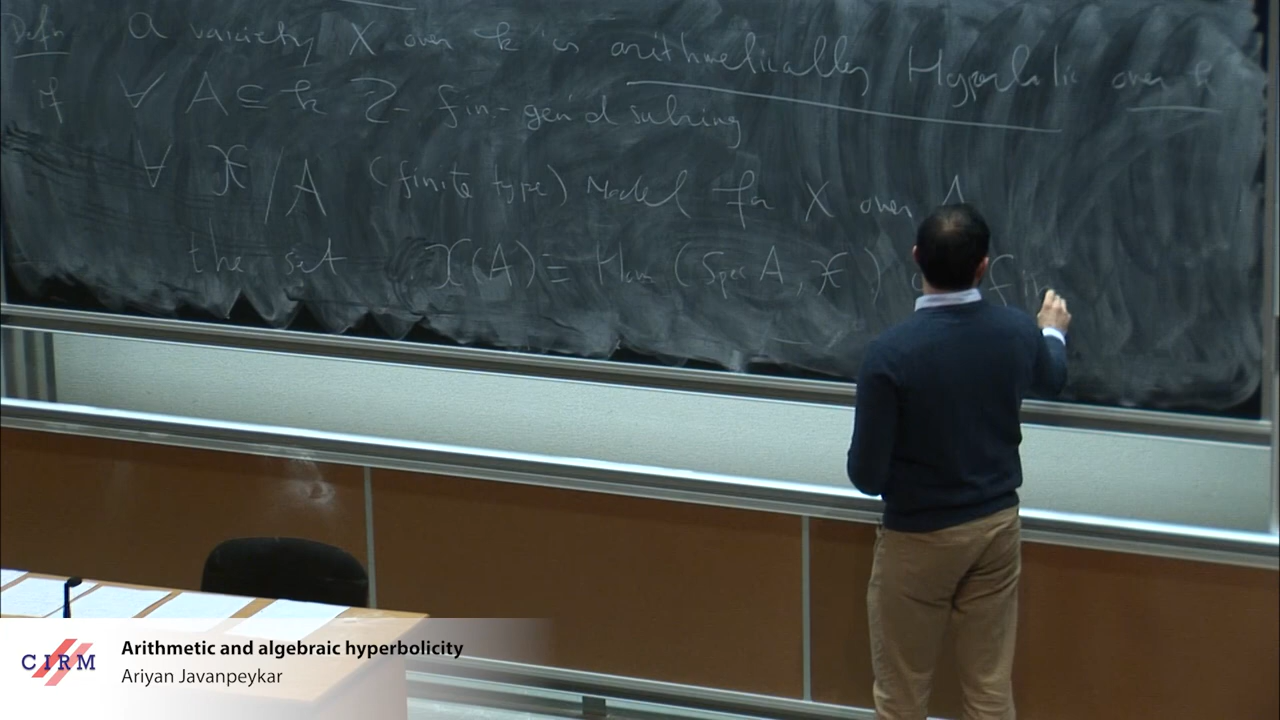 Defn a variety X over k is arithmetically Hyperbolic over k
if ∀ A ⊆ k ℤ- fin-gen'd subring
∀ 𝒳/A (finite type) Model for X over A
the set 𝒳(A) = Hom (Spec A, 𝒳) fin
CIRM
Arithmetic and algebraic hyperbolicity
Ariyan Javanpeykar